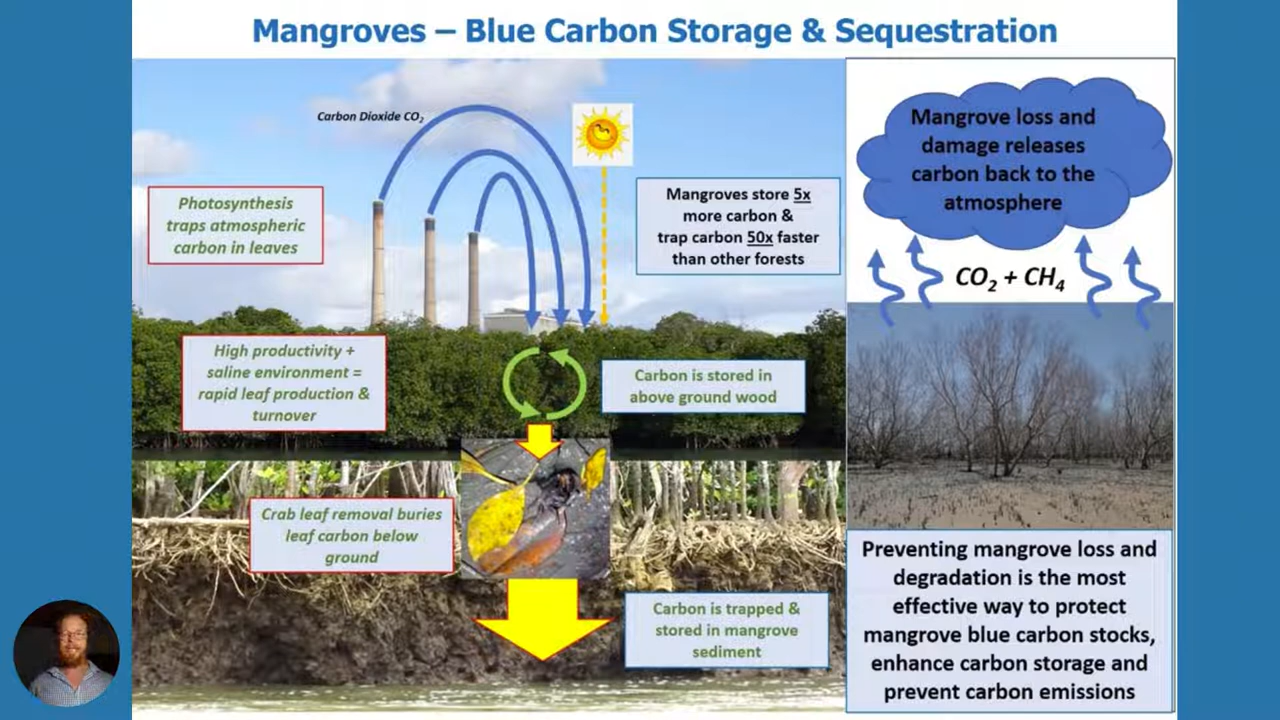 Mangroves – Blue Carbon Storage & Sequestration
Carbon Dioxide CO₂
Photosynthesis
traps atmospheric
carbon in leaves
Mangroves store 5x
more carbon &
trap carbon 50x faster
than other forests
High productivity +
saline environment =
rapid leaf production &
turnover
Carbon is stored in
above ground wood
Crab leaf removal buries
leaf carbon below
ground
Carbon is trapped &
stored in mangrove
sediment
Mangrove loss and
damage releases
carbon back to the
atmosphere
CO₂ + CH₄
Preventing mangrove loss and
degradation is the most
effective way to protect
mangrove blue carbon stocks,
enhance carbon storage and
prevent carbon emissions